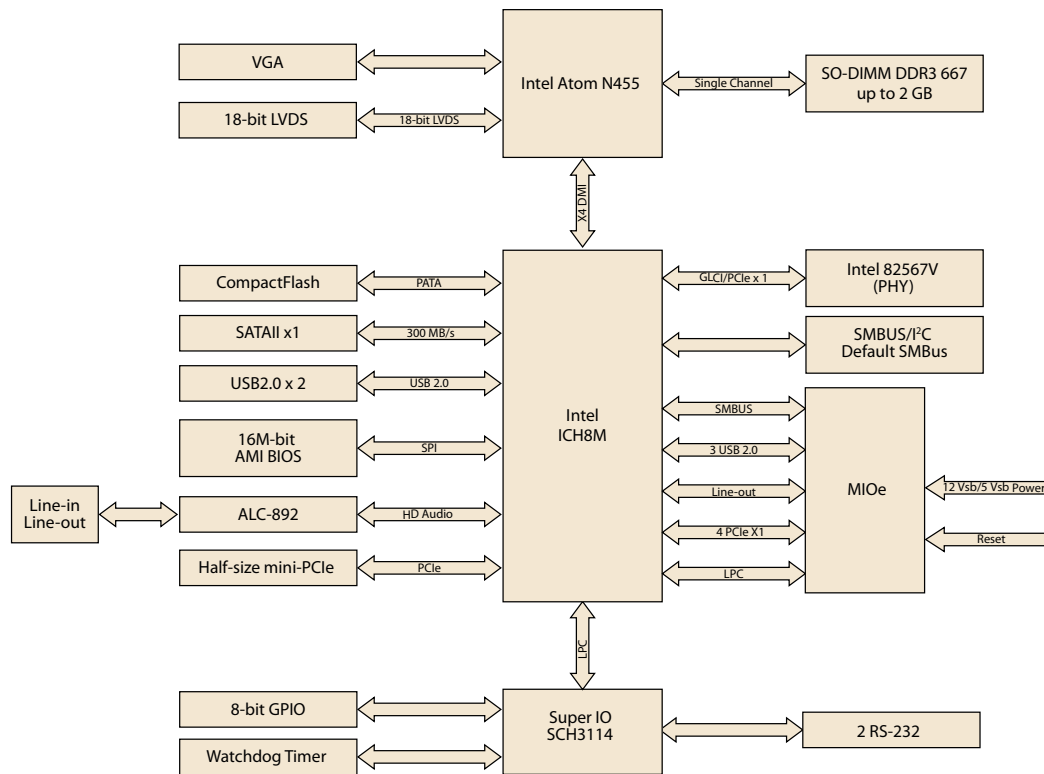 VGA
Intel Atom N455
Single Channel
SO-DIMM DDR3 667
up to 2 GB
18-bit LVDS
18-bit LVDS
X4 DMI
CompactFlash
PATA
SATAII x1
300 MB/s
USB2.0 x 2
USB 2.0
16M-bit
AMI BIOS
SPI
Line-in
Line-out
ALC-892
HD Audio
Half-size mini-PCIe
PCIe
Intel
ICH8M
GLCI/PCIe x 1
Intel 82567V
(PHY)
SMBUS/I²C
Default SMBus
SMBUS
3 USB 2.0
Line-out
4 PCIe X1
LPC
MIOe
12 Vsb/5 Vsb Power
Reset
LPC
8-bit GPIO
Watchdog Timer
Super IO
SCH3114
2 RS-232